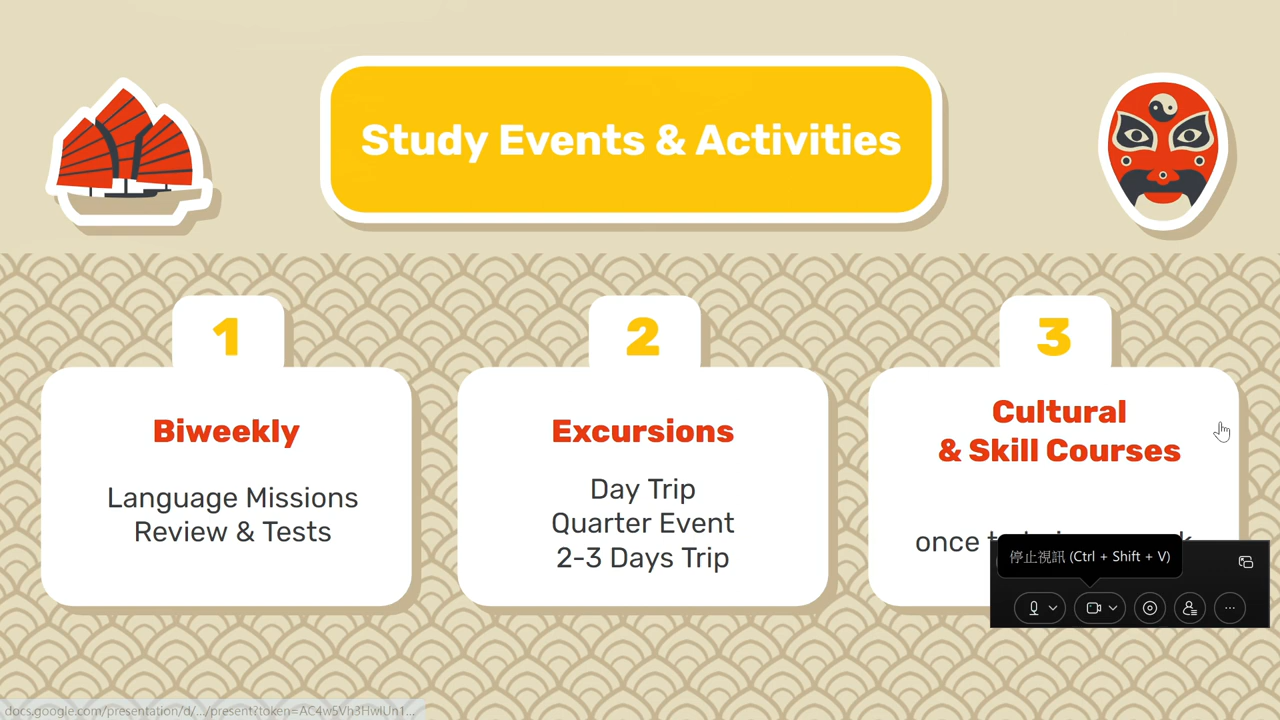 Study Events & Activities
1
Biweekly
Language Missions
Review & Tests
2
Excursions
Day Trip
Quarter Event
2-3 Days Trip
3
Cultural
& Skill Courses
once
停止視訊 (Ctrl + Shift + V)
docs.google.com/presentation/d/.../present?token=AC4w5Vh3HwIUn1...